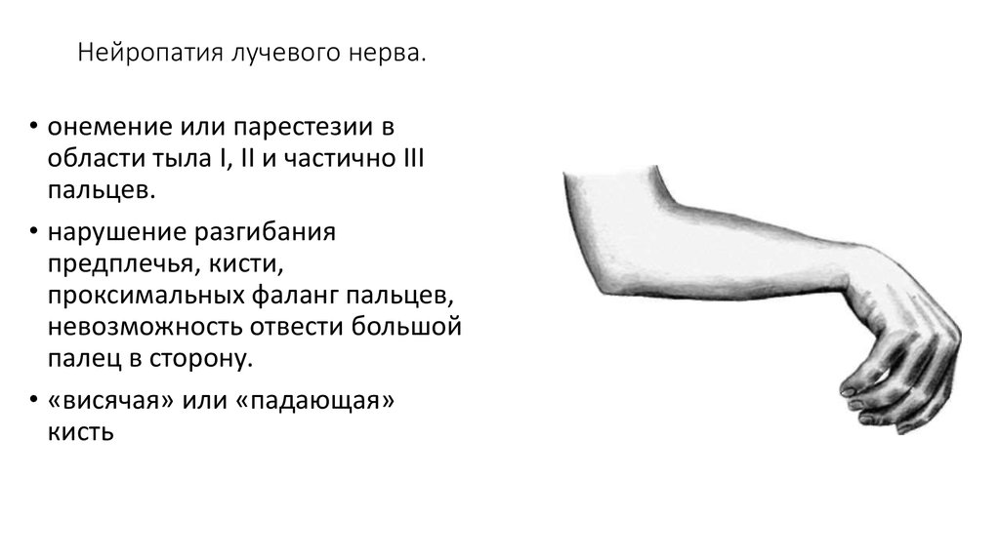 Нейропатия лучевого нерва.
• онемение или парестезии в
области тыла I, II и частично III
пальцев.
• нарушение разгибания
предплечья, кисти,
проксимальных фаланг пальцев,
невозможность отвести большой
палец в сторону.
• «висячая» или «падающая»
кисть